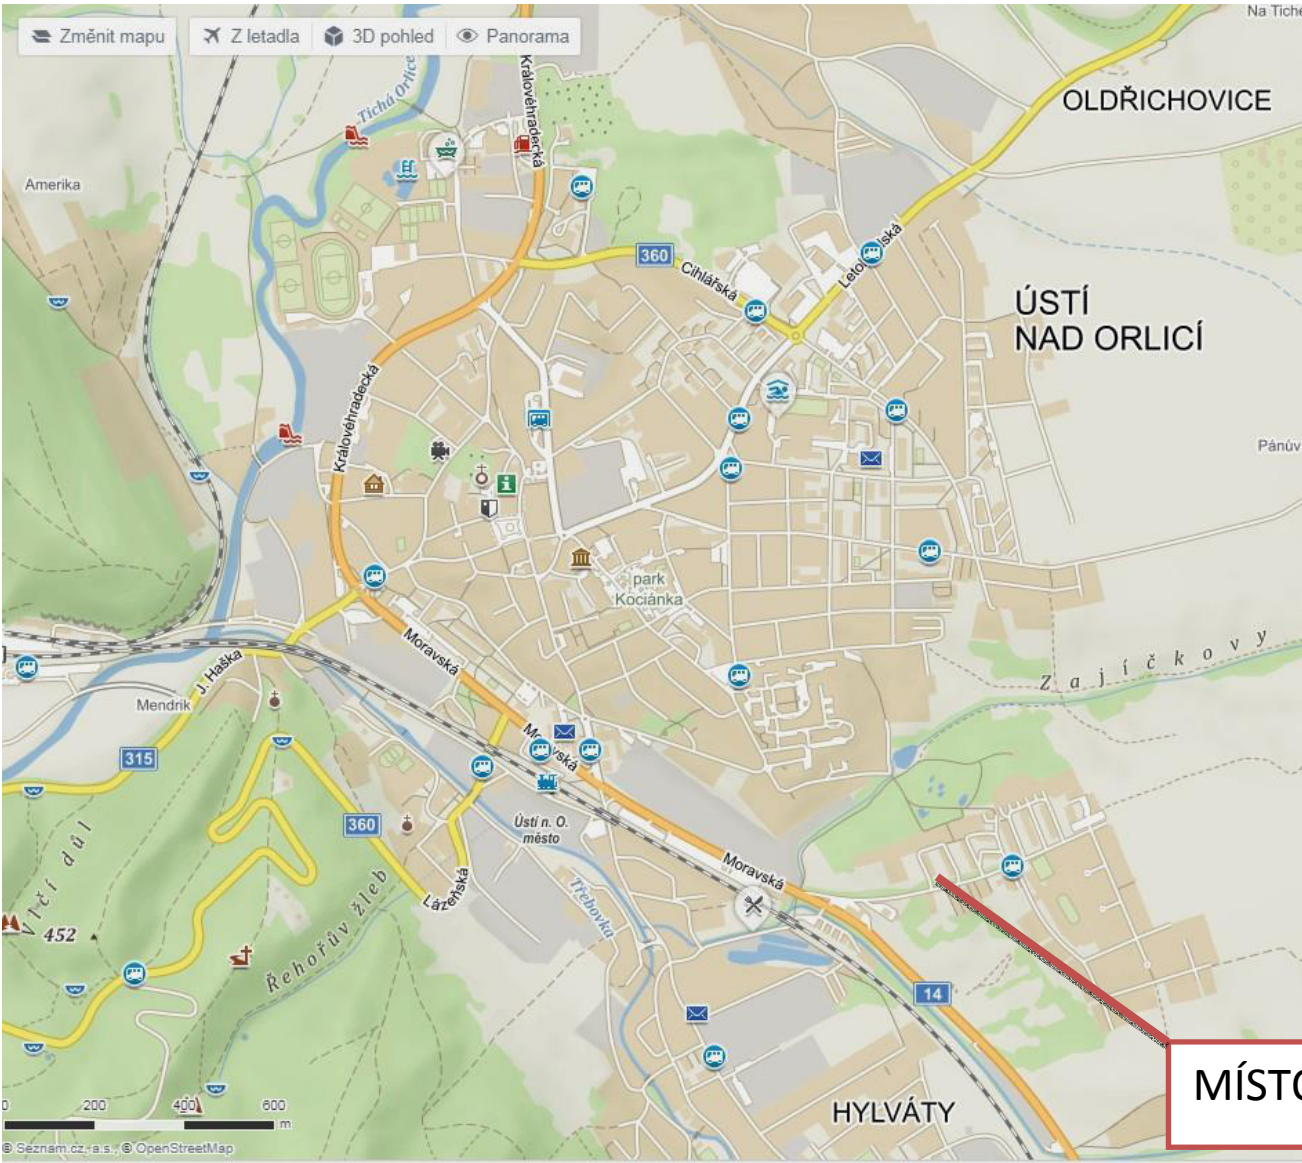 Na Tiché
Změnit mapu
Z letadla
3D pohled
Panorama
Tichá Orlice
Královéhradecká
OLDŘICHOVICE
Amerika
360
Cihlářská
ÚSTÍ
NAD ORLICÍ
Královéhradecká
Pánův
park
Kociánka
Moravská
J. Haška
Mendrik
Zajíčkovy
315
Moravská
360
Ústí n. O.
město
Moravská
Vlčí důl
Lázeňská
Třebovka
452
Řehořův žleb
14
MÍSTO
HYLVÁTY
0 200 400 600
m
© Seznam.cz, a.s., © OpenStreetMap